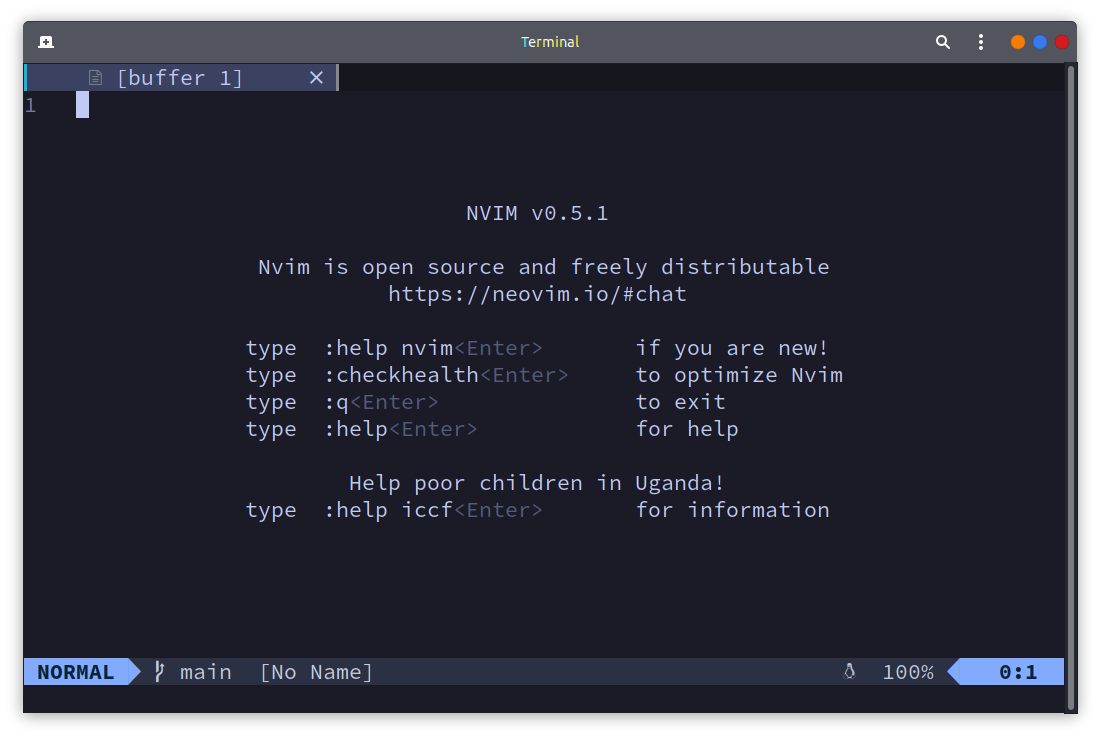 Terminal
[buffer 1] ×
1
NVIM v0.5.1
Nvim is open source and freely distributable
https://neovim.io/#chat
type :help nvim<Enter> if you are new!
type :checkhealth<Enter> to optimize Nvim
type :q<Enter> to exit
type :help<Enter> for help
Help poor children in Uganda!
type :help iccf<Enter> for information
NORMAL main [No Name] 100% 0:1